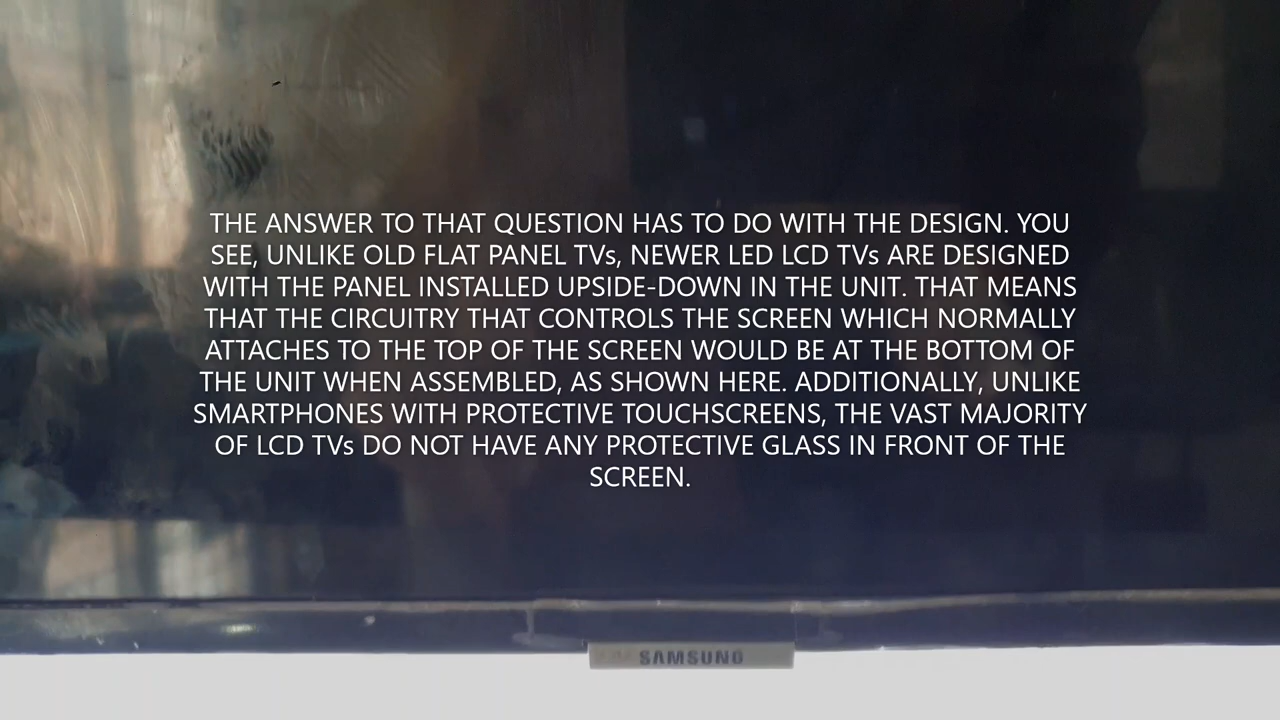 THE ANSWER TO THAT QUESTION HAS TO DO WITH THE DESIGN. YOU
SEE, UNLIKE OLD FLAT PANEL TVs, NEWER LED LCD TVs ARE DESIGNED
WITH THE PANEL INSTALLED UPSIDE-DOWN IN THE UNIT. THAT MEANS
THAT THE CIRCUITRY THAT CONTROLS THE SCREEN WHICH NORMALLY
ATTACHES TO THE TOP OF THE SCREEN WOULD BE AT THE BOTTOM OF
THE UNIT WHEN ASSEMBLED, AS SHOWN HERE. ADDITIONALLY, UNLIKE
SMARTPHONES WITH PROTECTIVE TOUCHSCREENS, THE VAST MAJORITY
OF LCD TVs DO NOT HAVE ANY PROTECTIVE GLASS IN FRONT OF THE
SCREEN.
SAMSUNG